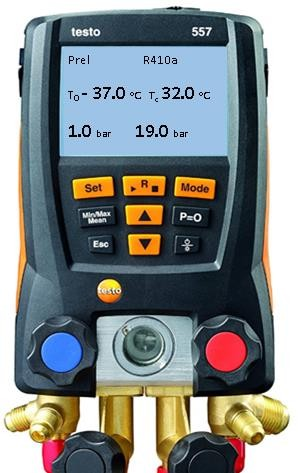 testo 557
Prel R410a
To - 37.0 °C Tc 32.0 °C
1.0 bar 19.0 bar
Set ▸ R ■ Mode
Min/Max
Mean
▲
P=0
Esc
▼
testo